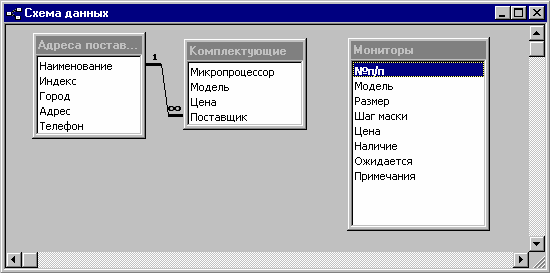 Схема данных
Адреса постав...
Наименование
Индекс
Город
Адрес
Телефон
1
∞
Комплектующие
Микропроцессор
Модель
Цена
Поставщик
Мониторы
№п/п
Модель
Размер
Шаг маски
Цена
Наличие
Ожидается
Примечания